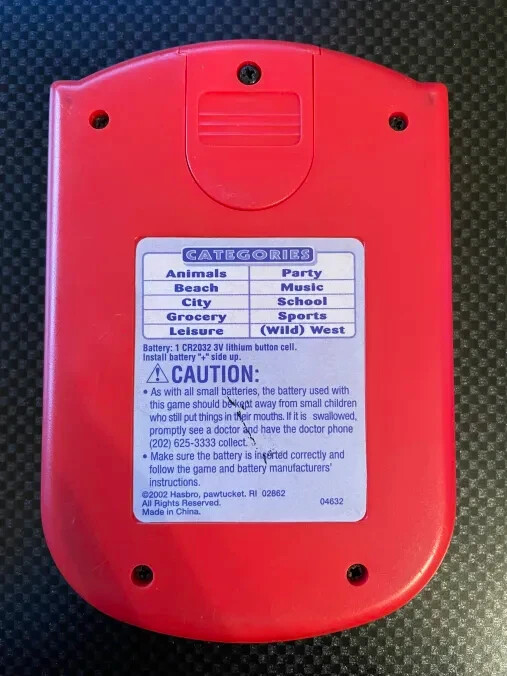 CATEGORIES
Animals Party
Beach Music
City School
Grocery Sports
Leisure (Wild) West
Battery: 1 CR2032 3V lithium button cell.
Install battery "+" side up.
CAUTION:
• As with all small batteries, the battery used with
this game should be kept away from small children
who still put things in their mouths. If it is swallowed,
promptly see a doctor and have the doctor phone
(202) 625-3333 collect.
• Make sure the battery is inserted correctly and
follow the game and battery manufacturers'
instructions.
©2002 Hasbro, pawtucket. RI 02862
All Rights Reserved. 04632
Made in China.